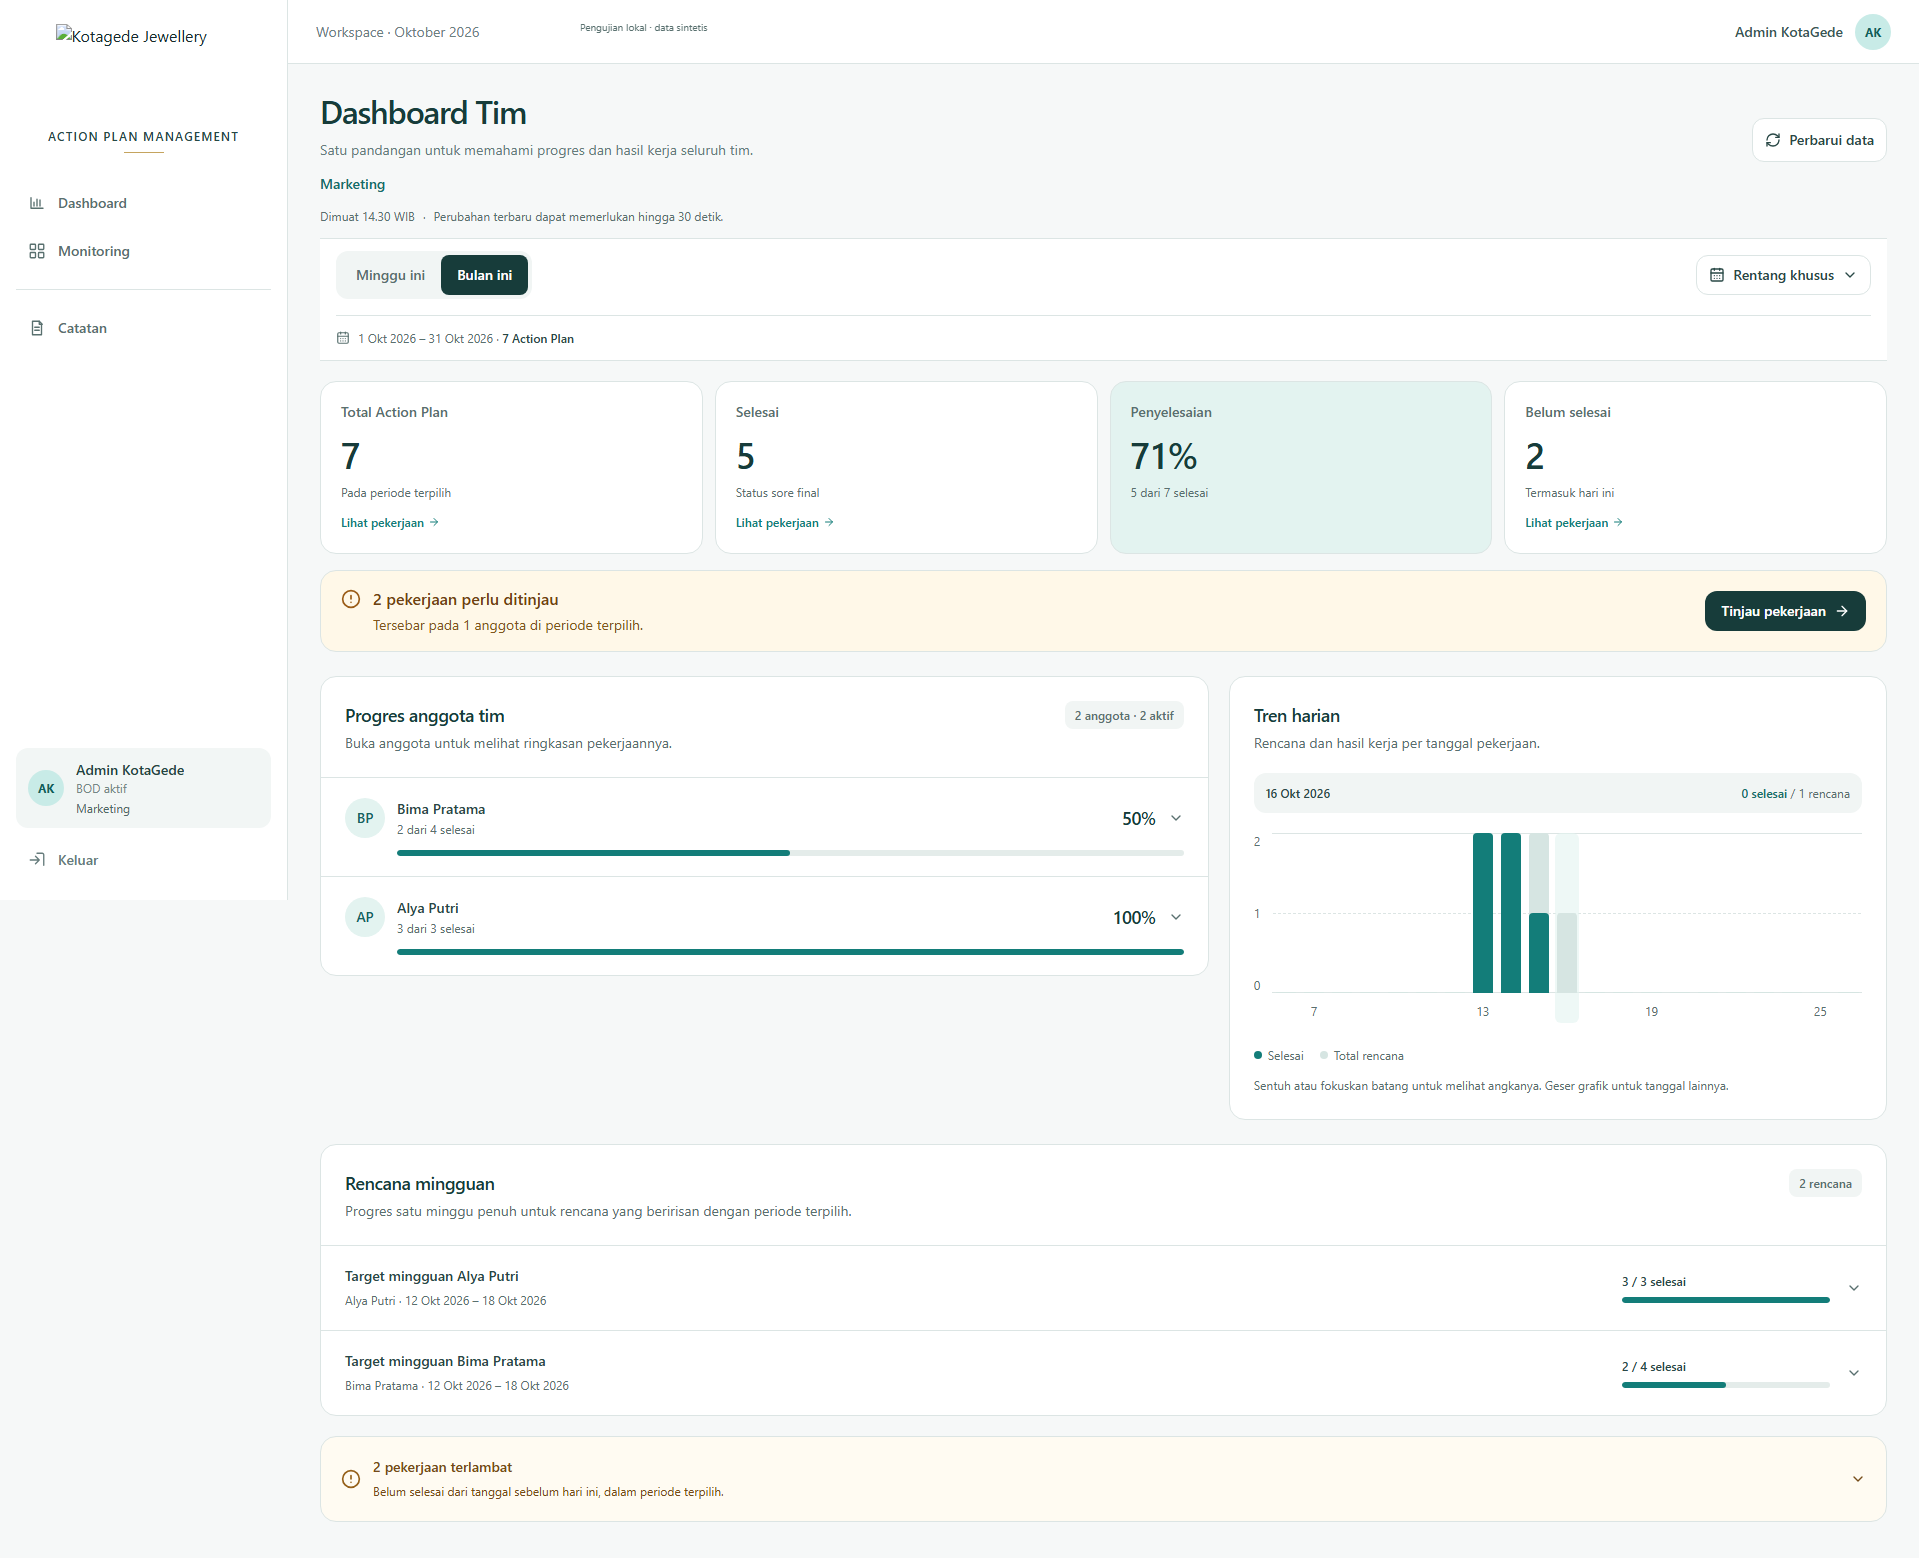 Kotagede Jewellery
ACTION PLAN MANAGEMENT
Dashboard
Monitoring
Catatan
AK
Admin KotaGede
BOD aktif
Marketing
Keluar
Workspace · Oktober 2026
Pengujian lokal · data sintetis
Admin KotaGede
AK
Dashboard Tim
Satu pandangan untuk memahami progres dan hasil kerja seluruh tim.
Marketing
Dimuat 14.30 WIB · Perubahan terbaru dapat memerlukan hingga 30 detik.
Perbarui data
Minggu ini
Bulan ini
Rentang khusus
1 Okt 2026 – 31 Okt 2026 · 7 Action Plan
Total Action Plan
7
Pada periode terpilih
Lihat pekerjaan →
Selesai
5
Status sore final
Lihat pekerjaan →
Penyelesaian
71%
5 dari 7 selesai
Belum selesai
2
Termasuk hari ini
Lihat pekerjaan →
2 pekerjaan perlu ditinjau
Tersebar pada 1 anggota di periode terpilih.
Tinjau pekerjaan →
Progres anggota tim
Buka anggota untuk melihat ringkasan pekerjaannya.
2 anggota · 2 aktif
BP
Bima Pratama
2 dari 4 selesai
50%
AP
Alya Putri
3 dari 3 selesai
100%
Tren harian
Rencana dan hasil kerja per tanggal pekerjaan.
16 Okt 2026
0 selesai / 1 rencana
2
1
0
7 13 19 25
Selesai
Total rencana
Sentuh atau fokuskan batang untuk melihat angkanya. Geser grafik untuk tanggal lainnya.
Rencana mingguan
Progres satu minggu penuh untuk rencana yang beririsan dengan periode terpilih.
2 rencana
Target mingguan Alya Putri
Alya Putri · 12 Okt 2026 – 18 Okt 2026
3 / 3 selesai
Target mingguan Bima Pratama
Bima Pratama · 12 Okt 2026 – 18 Okt 2026
2 / 4 selesai
2 pekerjaan terlambat
Belum selesai dari tanggal sebelum hari ini, dalam periode terpilih.